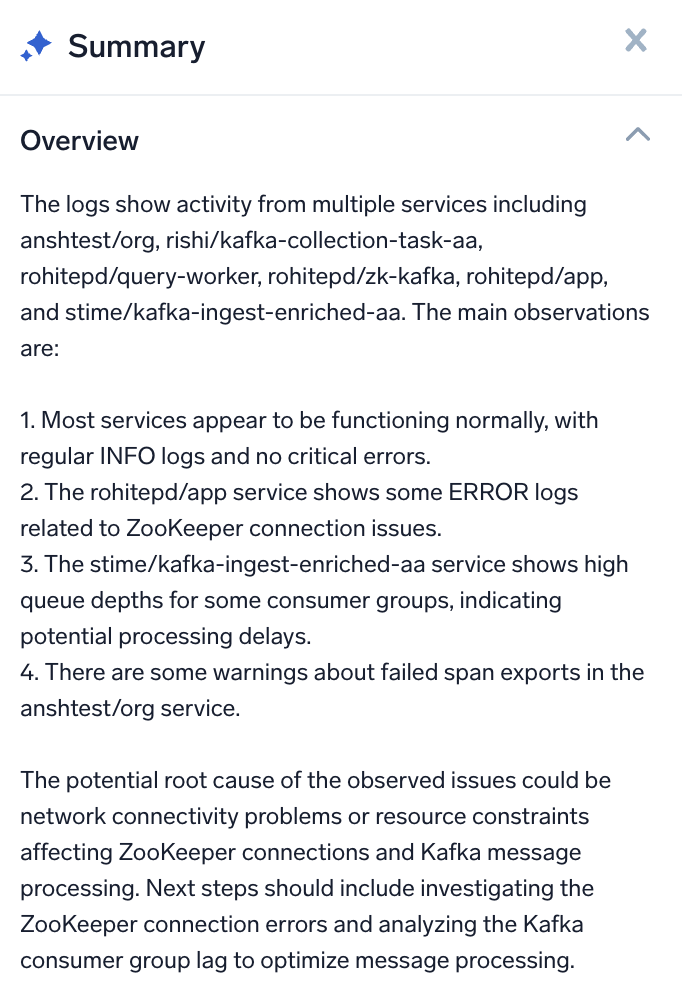 Summary
Overview
The logs show activity from multiple services including
anshtest/org, rishi/kafka-collection-task-aa,
rohitepd/query-worker, rohitepd/zk-kafka, rohitepd/app,
and stime/kafka-ingest-enriched-aa. The main observations
are:
1. Most services appear to be functioning normally, with
regular INFO logs and no critical errors.
2. The rohitepd/app service shows some ERROR logs
related to ZooKeeper connection issues.
3. The stime/kafka-ingest-enriched-aa service shows high
queue depths for some consumer groups, indicating
potential processing delays.
4. There are some warnings about failed span exports in the
anshtest/org service.
The potential root cause of the observed issues could be
network connectivity problems or resource constraints
affecting ZooKeeper connections and Kafka message
processing. Next steps should include investigating the
ZooKeeper connection errors and analyzing the Kafka
consumer group lag to optimize message processing.